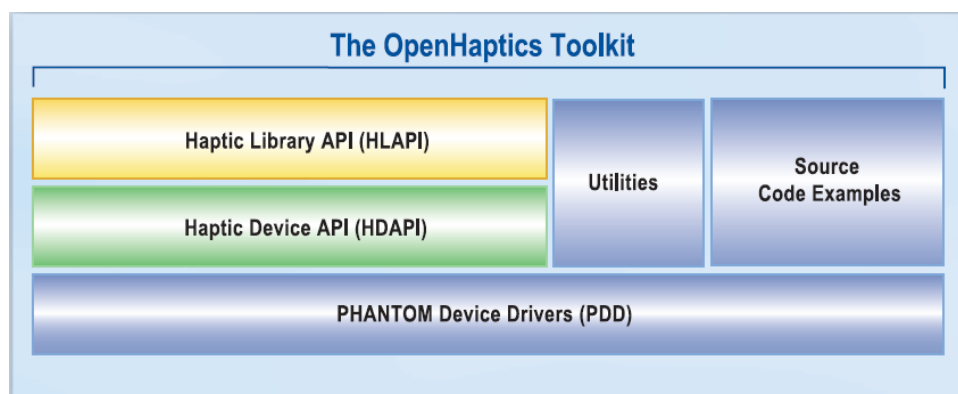 The OpenHaptics Toolkit
Haptic Library API (HLAPI)
Haptic Device API (HDAPI)
Utilities
Source
Code Examples
PHANTOM Device Drivers (PDD)